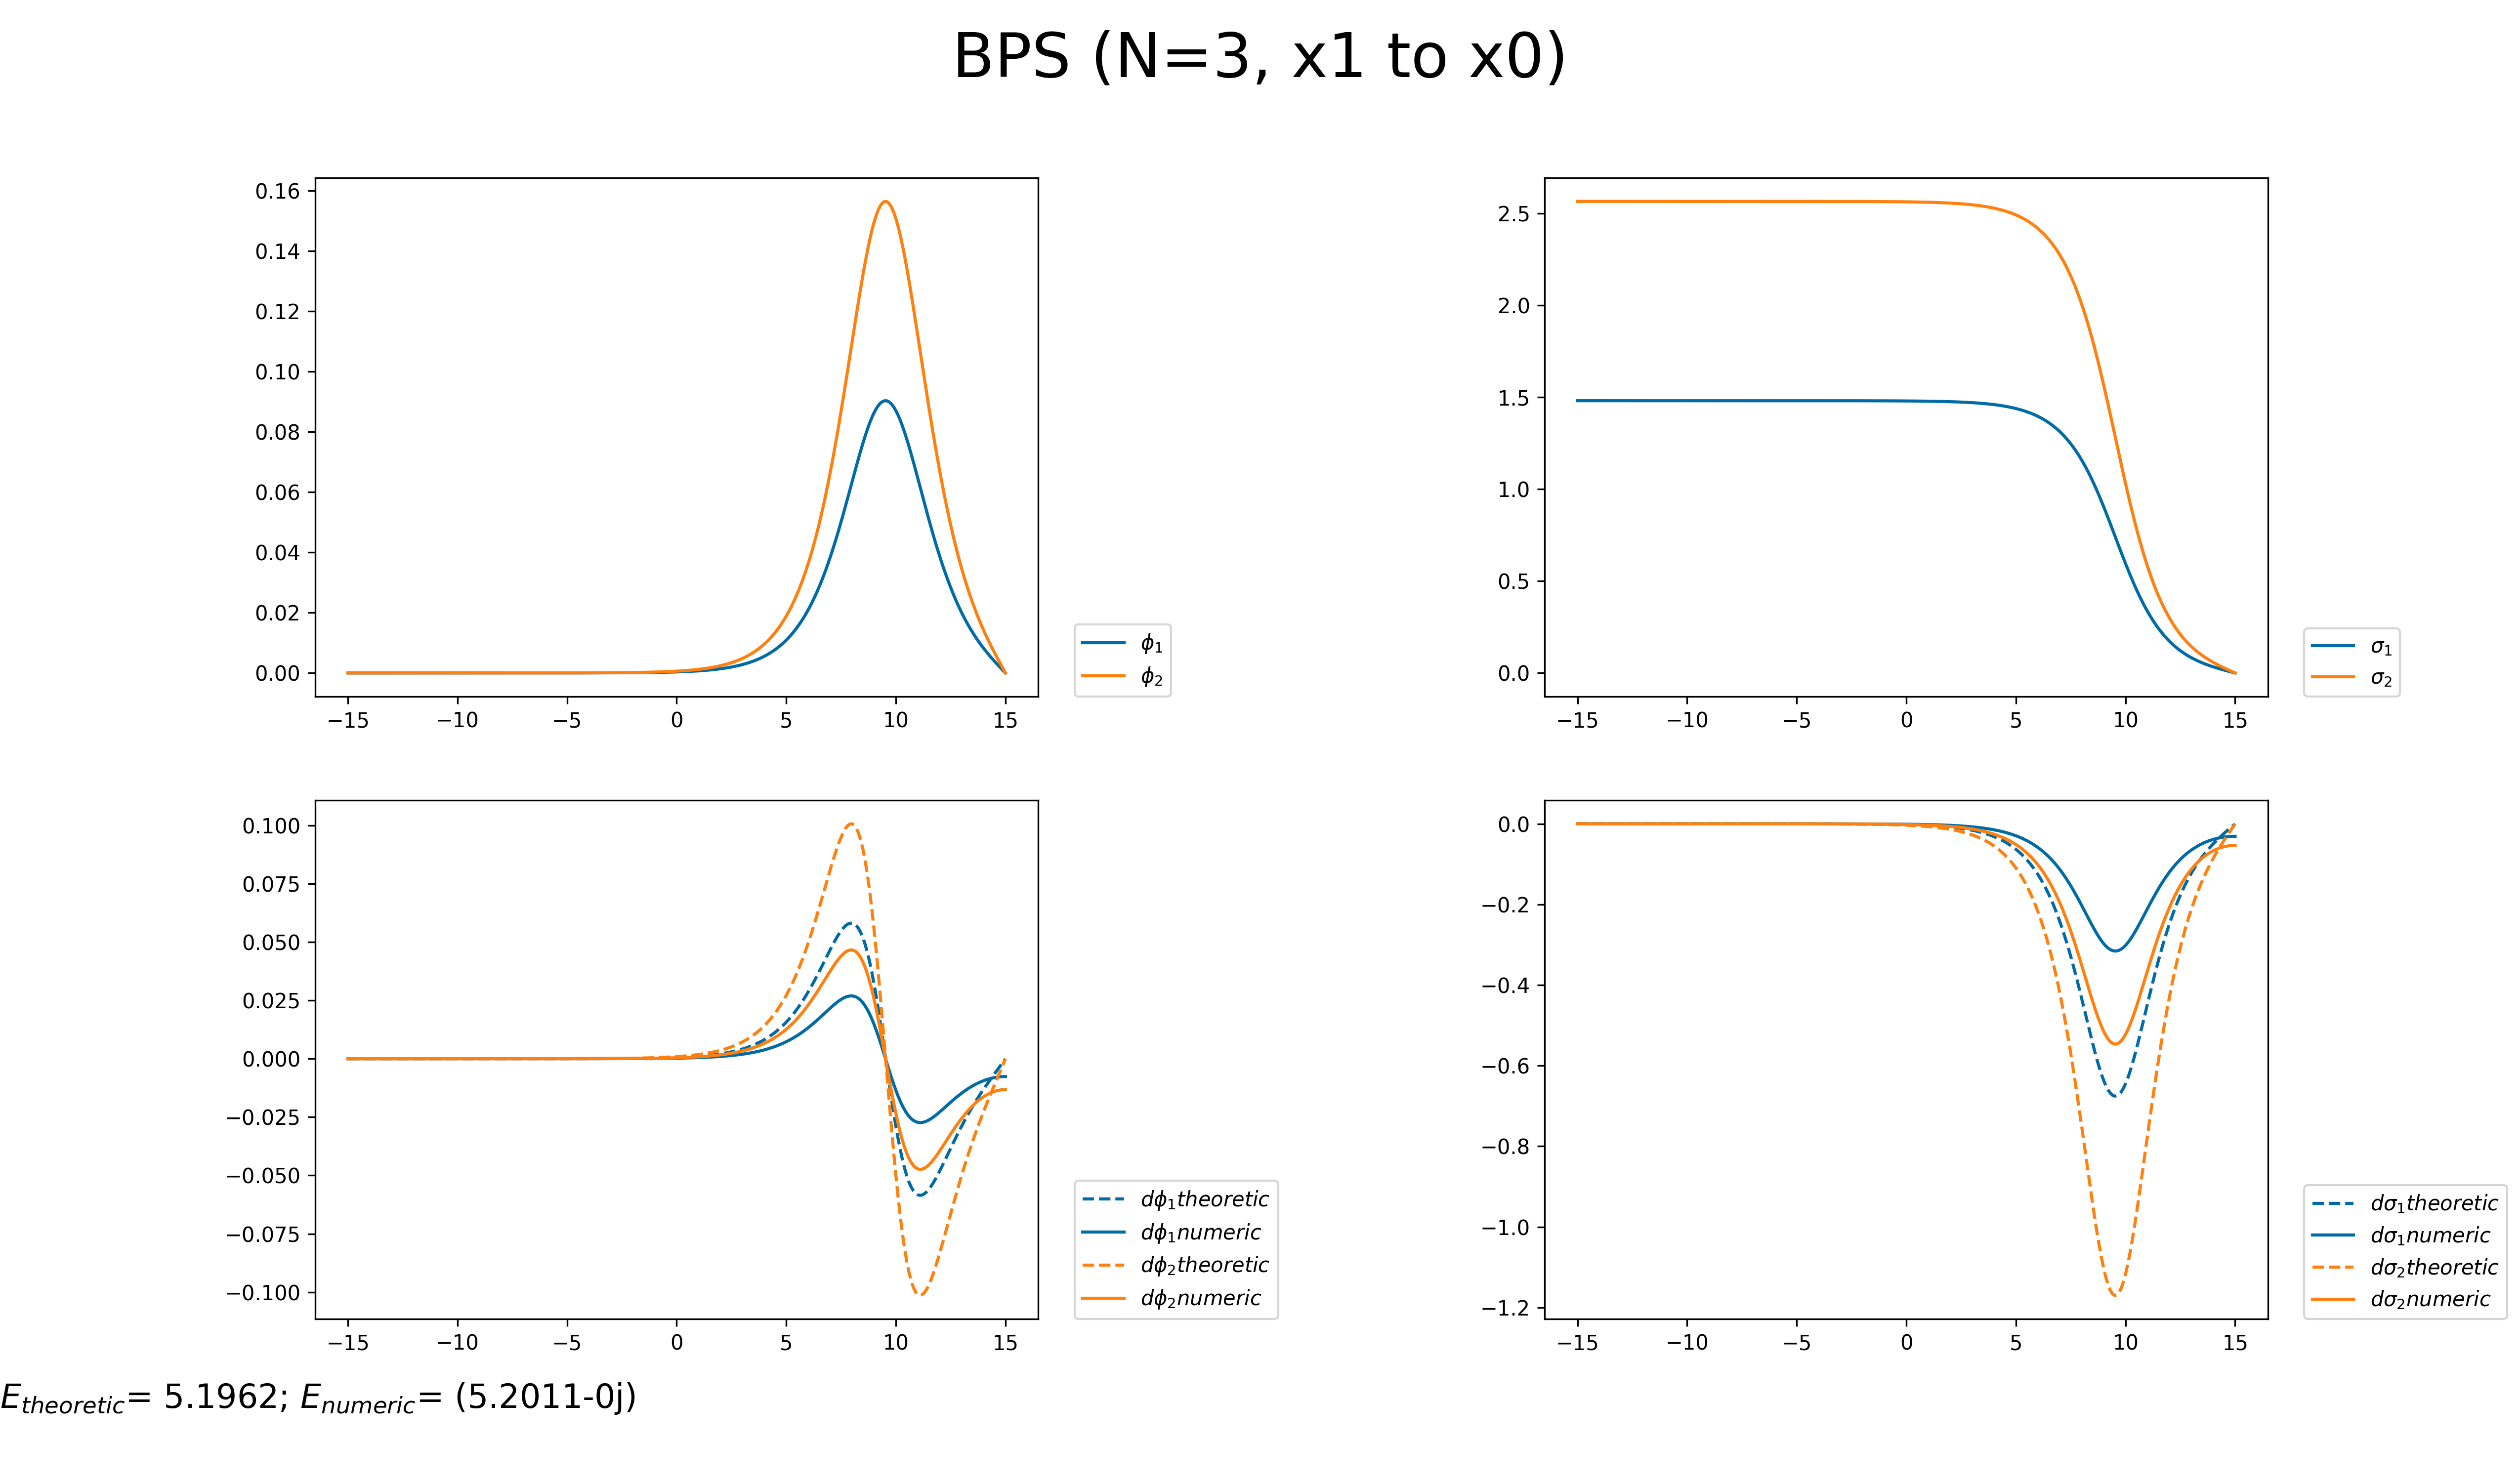 BPS (N=3, x1 to x0)
0.16
0.14
0.12
0.10
0.08
0.06
0.04
0.02
0.00
−15 −10 −5 0 5 10 15
ϕ₁
ϕ₂
2.5
2.0
1.5
1.0
0.5
0.0
−15 −10 −5 0 5 10 15
σ₁
σ₂
0.100
0.075
0.050
0.025
0.000
−0.025
−0.050
−0.075
−0.100
−15 −10 −5 0 5 10 15
dϕ₁theoretic
dϕ₁numeric
dϕ₂theoretic
dϕ₂numeric
0.0
−0.2
−0.4
−0.6
−0.8
−1.0
−1.2
−15 −10 −5 0 5 10 15
dσ₁theoretic
dσ₁numeric
dσ₂theoretic
dσ₂numeric
E_theoretic= 5.1962; E_numeric= (5.2011-0j)